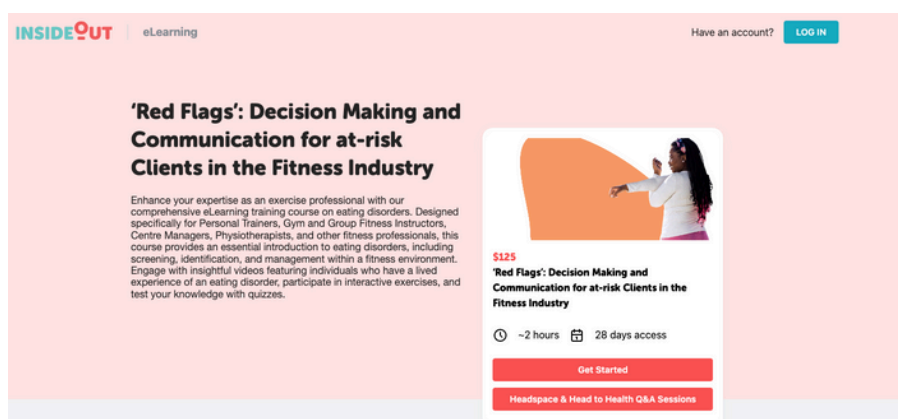 INSIDEOUT eLearning
Have an account? LOG IN
‘Red Flags’: Decision Making and
Communication for at-risk
Clients in the Fitness Industry
Enhance your expertise as an exercise professional with our
comprehensive eLearning training course on eating disorders. Designed
specifically for Personal Trainers, Gym and Group Fitness Instructors,
Centre Managers, Physiotherapists, and other fitness professionals, this
course provides an essential introduction to eating disorders, including
screening, identification, and management within a fitness environment.
Engage with insightful videos featuring individuals who have a lived
experience of an eating disorder, participate in interactive exercises, and
test your knowledge with quizzes.
$125
‘Red Flags’: Decision Making and
Communication for at-risk Clients in the
Fitness Industry
~2 hours 28 days access
Get Started
Headspace & Head to Health Q&A Sessions